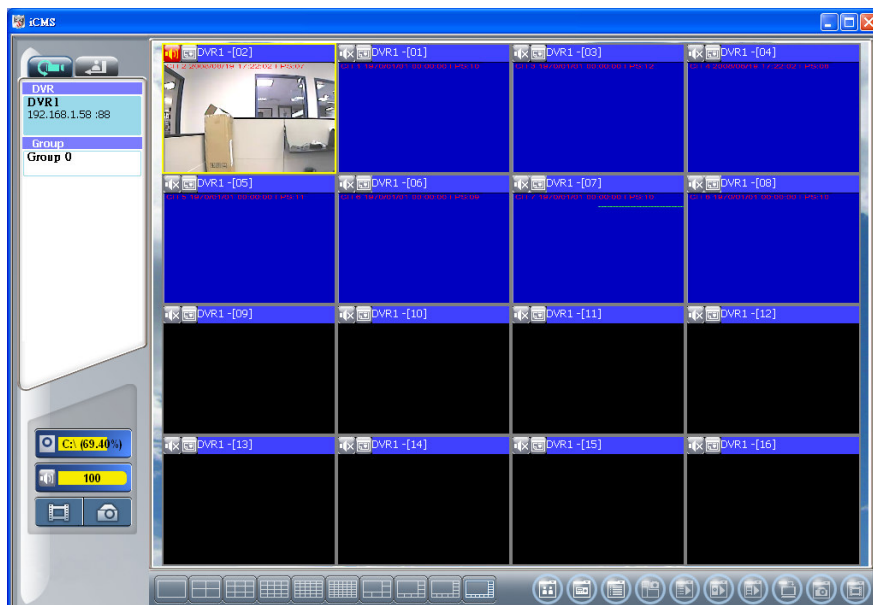 iCMS
DVR
DVR1
192.168.1.58 :88
Group
Group 0
C:\ (69.40%)
100
DVR1 -[02]
DVR1 -[01]
DVR1 -[03]
DVR1 -[04]
DVR1 -[05]
DVR1 -[06]
DVR1 -[07]
DVR1 -[08]
DVR1 -[09]
DVR1 -[10]
DVR1 -[11]
DVR1 -[12]
DVR1 -[13]
DVR1 -[14]
DVR1 -[15]
DVR1 -[16]